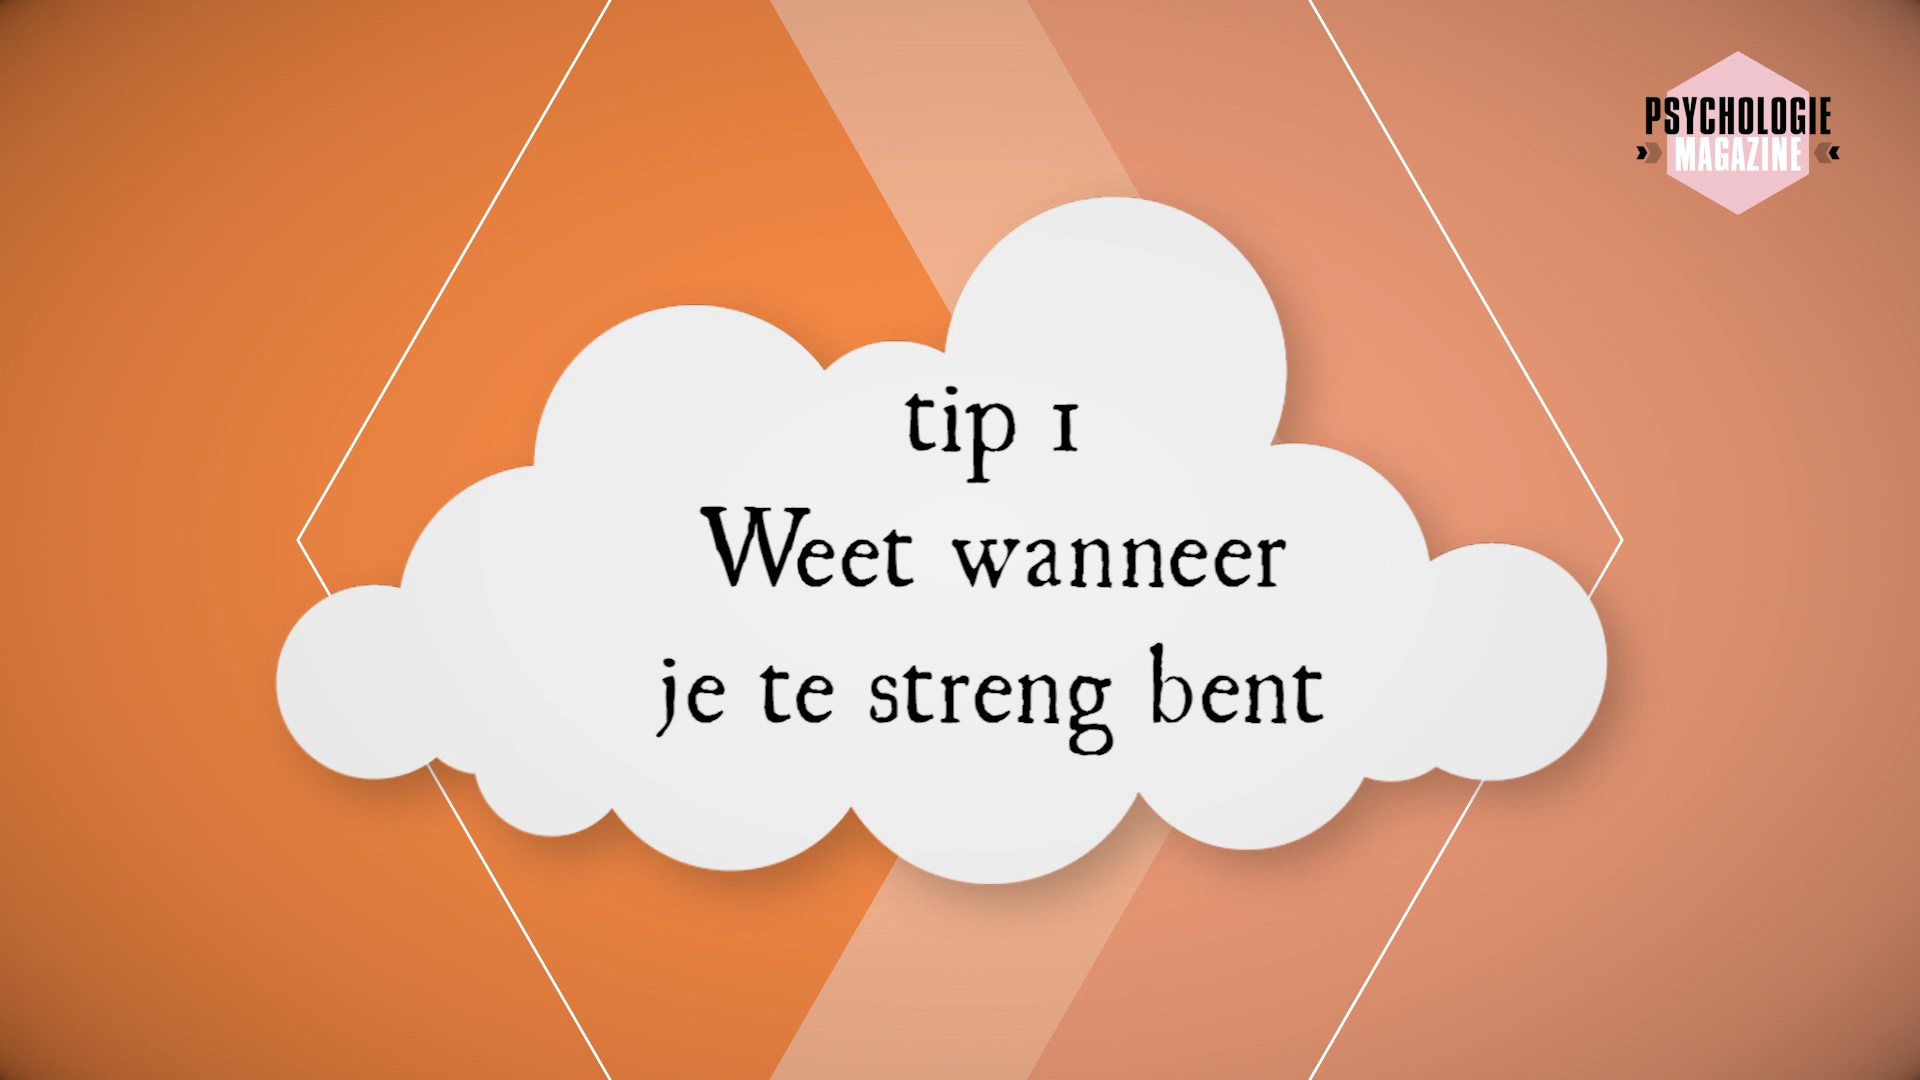 PSYCHOLOGIE
MAGAZINE
tip 1
Weet wanneer
je te streng bent